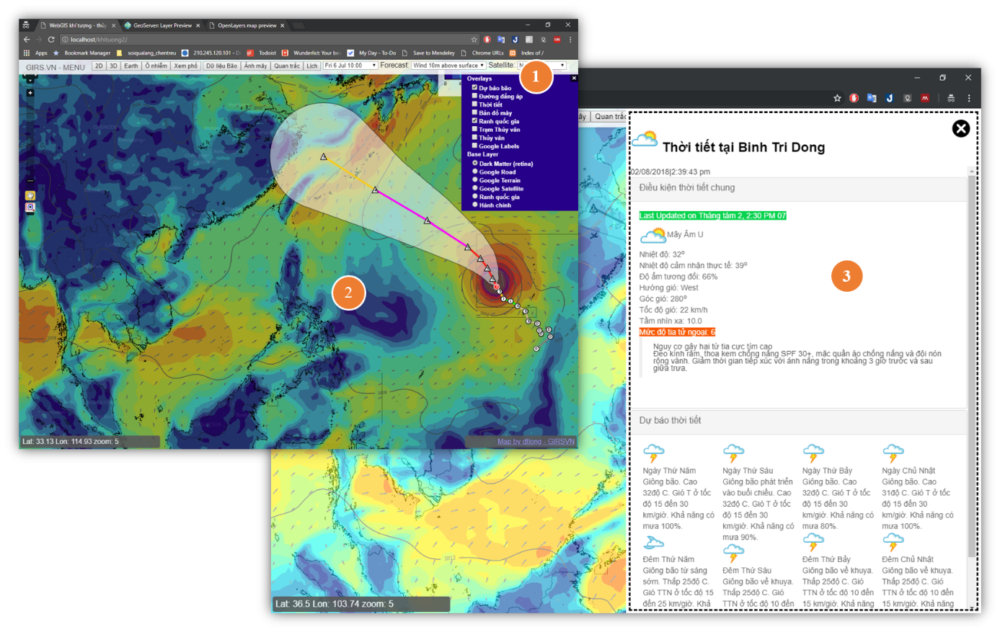 WebGIS khí tượng - thủy
GeoServer: Layer Preview
OpenLayers map preview
localhost/khituong2/
Apps
Bookmark Manager
soiqualang_chentreu
210.245.120.101 - D
Todoist
Wunderlist: Your be
My Day - To-Do
Save to Mendeley
Chrome URLs
Index of /
GIRS.VN - MENU
2D
3D
Earth
Ô nhiễm
Xem phổ
Dữ liệu Bão
Ảnh mây
Quan trắc
Lịch
Fri 6 Jul 10:00
Forecast:
Wind 10m above surface
Satellite:
1
Overlays
Dự báo bão
Đường đẳng áp
Thời tiết
Bản đồ mây
Ranh quốc gia
Trạm Thủy văn
Thủy văn
Google Labels
Base Layer
Dark Matter (retina)
Google Road
Google Terrain
Google Satellite
Ranh quốc gia
Hành chính
2
Lat: 33.13 Lon: 114.93 zoom: 5
Map by dtlong - GIRSVN
ây
Quan trắc
1012
Lat: 36.5 Lon: 103.74 zoom: 5
Thời tiết tại Binh Tri Dong
02/08/2018|2:39:43 pm
Điều kiện thời tiết chung
Last Updated on Tháng tám 2, 2:30 PM 07
Mây Âm U
Nhiệt độ: 32º
Nhiệt độ cảm nhận thực tế: 39º
Độ ẩm tương đối: 66%
Hướng gió: West
Góc gió: 280º
Tốc độ gió: 22 km/h
Tầm nhìn xa: 10.0
Mức độ tia tử ngoại: 6
Nguy cơ gây hại từ tia cực tím cao
Đeo kính râm, thoa kem chống nắng SPF 30+, mặc quần áo chống nắng và đội nón
rộng vành. Giảm thời gian tiếp xúc với ánh nắng trong khoảng 3 giờ trước và sau
giữa trưa.
3
Dự báo thời tiết
Ngày Thứ Năm
Giông bão. Cao
32độ C. Gió T ở tốc
độ 15 đến 30
km/giờ. Khả năng có
mưa 100%.
Ngày Thứ Sáu
Giông bão phát triển
vào buổi chiều. Cao
32độ C. Gió T ở tốc
độ 15 đến 30
km/giờ. Khả năng có
mưa 90%.
Ngày Thứ Bảy
Giông bão. Cao
32độ C. Gió T ở tốc
độ 15 đến 30
km/giờ. Khả năng có
mưa 80%.
Ngày Chủ Nhật
Giông bão. Cao
31độ C. Gió T ở tốc
độ 15 đến 30
km/giờ. Khả năng có
mưa 100%.
Đêm Thứ Năm
Giông bão từ sáng
sớm. Thấp 25độ C.
Gió TTN ở tốc độ 15
đến 25 km/giờ. Khả
Đêm Thứ Sáu
Giông bão về khuya.
Thấp 25độ C. Gió
TTN ở tốc độ 10 đến
Đêm Thứ Bảy
Giông bão về khuya.
Thấp 25độ C. Gió
TTN ở tốc độ 10 đến
15 km/giờ. Khả năng
Đêm Chủ Nhật
Giông bão về khuya.
Thấp 25độ C. Gió
TTN ở tốc độ 10 đến
15 km/giờ. Khả năng